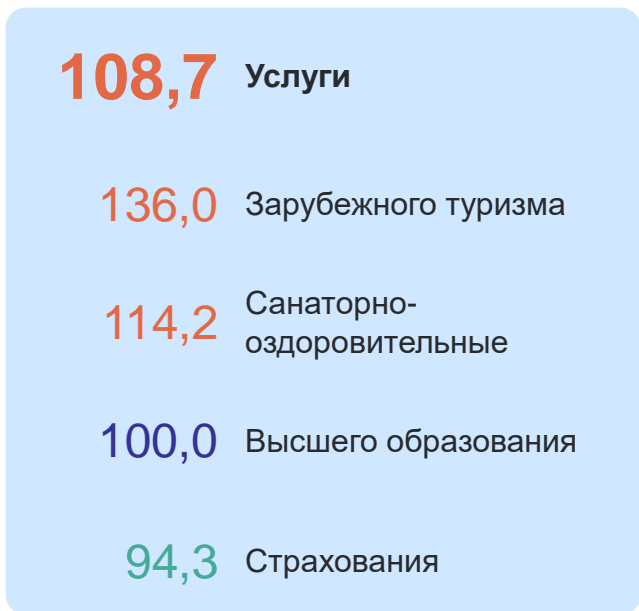 108,7 Услуги
136,0 Зарубежного туризма
114,2 Санаторно-
оздоровительные
100,0 Высшего образования
94,3 Страхования